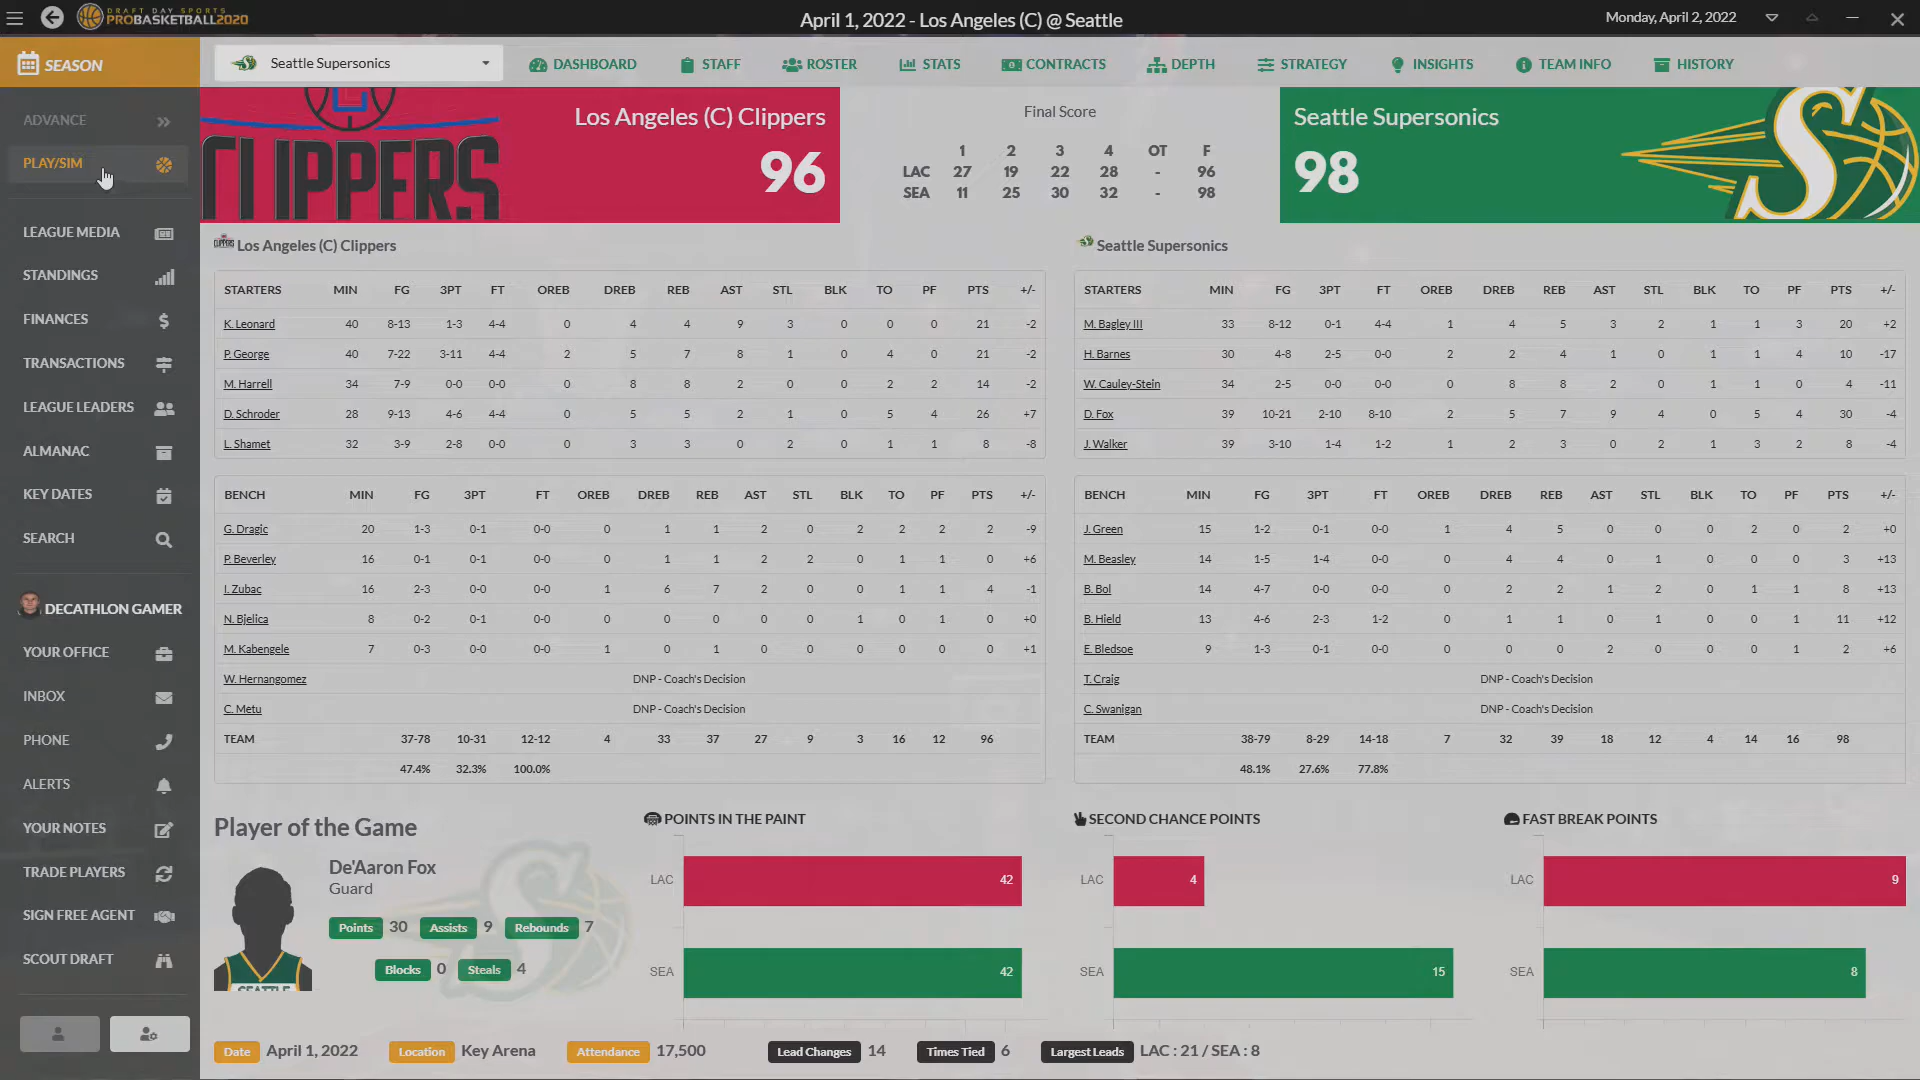 DRAFT DAY SPORTS
PROBASKETBALL2020
April 1, 2022 - Los Angeles (C) @ Seattle
Monday, April 2, 2022
SEASON
Seattle Supersonics
DASHBOARD STAFF ROSTER STATS CONTRACTS DEPTH STRATEGY INSIGHTS TEAM INFO HISTORY
ADVANCE
PLAY/SIM
LEAGUE MEDIA
STANDINGS
FINANCES
TRANSACTIONS
LEAGUE LEADERS
ALMANAC
KEY DATES
SEARCH
DECATHLON GAMER
YOUR OFFICE
INBOX
PHONE
ALERTS
YOUR NOTES
TRADE PLAYERS
SIGN FREE AGENT
SCOUT DRAFT
CLIPPERS
Los Angeles (C) Clippers
96
Final Score
1 2 3 4 OT F
LAC 27 19 22 28 - 96
SEA 11 25 30 32 - 98
Seattle Supersonics
98
S
Los Angeles (C) Clippers
STARTERS MIN FG 3PT FT OREB DREB REB AST STL BLK TO PF PTS +/-
K. Leonard 40 8-13 1-3 4-4 0 4 4 9 3 0 0 0 21 -2
P. George 40 7-22 3-11 4-4 2 5 7 8 1 0 4 0 21 -2
M. Harrell 34 7-9 0-0 0-0 0 8 8 2 0 0 2 2 14 -2
D. Schroder 28 9-13 4-6 4-4 0 5 5 2 1 0 5 4 26 +7
L. Shamet 32 3-9 2-8 0-0 0 3 3 0 2 0 1 1 8 -8
BENCH MIN FG 3PT FT OREB DREB REB AST STL BLK TO PF PTS +/-
G. Dragic 20 1-3 0-1 0-0 0 1 1 2 0 2 2 2 2 -9
P. Beverley 16 0-1 0-1 0-0 0 1 1 2 2 0 1 1 0 +6
I. Zubac 16 2-3 0-0 0-0 1 6 7 2 0 0 1 1 4 -1
N. Bjelica 8 0-2 0-1 0-0 0 0 0 0 0 1 0 1 0 +0
M. Kabengele 7 0-3 0-0 0-0 1 0 1 0 0 0 0 0 0 +1
W. Hernangomez DNP - Coach's Decision
C. Metu DNP - Coach's Decision
TEAM 37-78 10-31 12-12 4 33 37 27 9 3 16 12 96
47.4% 32.3% 100.0%
Seattle Supersonics
STARTERS MIN FG 3PT FT OREB DREB REB AST STL BLK TO PF PTS +/-
M. Bagley III 33 8-12 0-1 4-4 1 4 5 3 2 1 1 3 20 +2
H. Barnes 30 4-8 2-5 0-0 2 2 4 1 0 1 1 4 10 -17
W. Cauley-Stein 34 2-5 0-0 0-0 0 8 8 2 0 1 1 0 4 -11
D. Fox 39 10-21 2-10 8-10 2 5 7 9 4 0 5 4 30 -4
J. Walker 39 3-10 1-4 1-2 1 2 3 0 2 1 3 2 8 -4
BENCH MIN FG 3PT FT OREB DREB REB AST STL BLK TO PF PTS +/-
J. Green 15 1-2 0-1 0-0 1 4 5 0 0 0 2 0 2 +0
M. Beasley 14 1-5 1-4 0-0 0 4 4 0 1 0 0 0 3 +13
B. Bol 14 4-7 0-0 0-0 0 2 2 1 2 0 1 1 8 +13
B. Hield 13 4-6 2-3 1-2 0 1 1 0 1 0 0 1 11 +12
E. Bledsoe 9 1-3 0-1 0-0 0 0 0 2 0 0 0 1 2 +6
T. Craig DNP - Coach's Decision
C. Swanigan DNP - Coach's Decision
TEAM 38-79 8-29 14-18 7 32 39 18 12 4 14 16 98
48.1% 27.6% 77.8%
Player of the Game
De'Aaron Fox
Guard
Points 30 Assists 9 Rebounds 7
Blocks 0 Steals 4
SEATTLE
POINTS IN THE PAINT
LAC 42
SEA 42
SECOND CHANCE POINTS
LAC 4
SEA 15
FAST BREAK POINTS
LAC 9
SEA 8
Date April 1, 2022 Location Key Arena Attendance 17,500 Lead Changes 14 Times Tied 6 Largest Leads LAC : 21 / SEA : 8